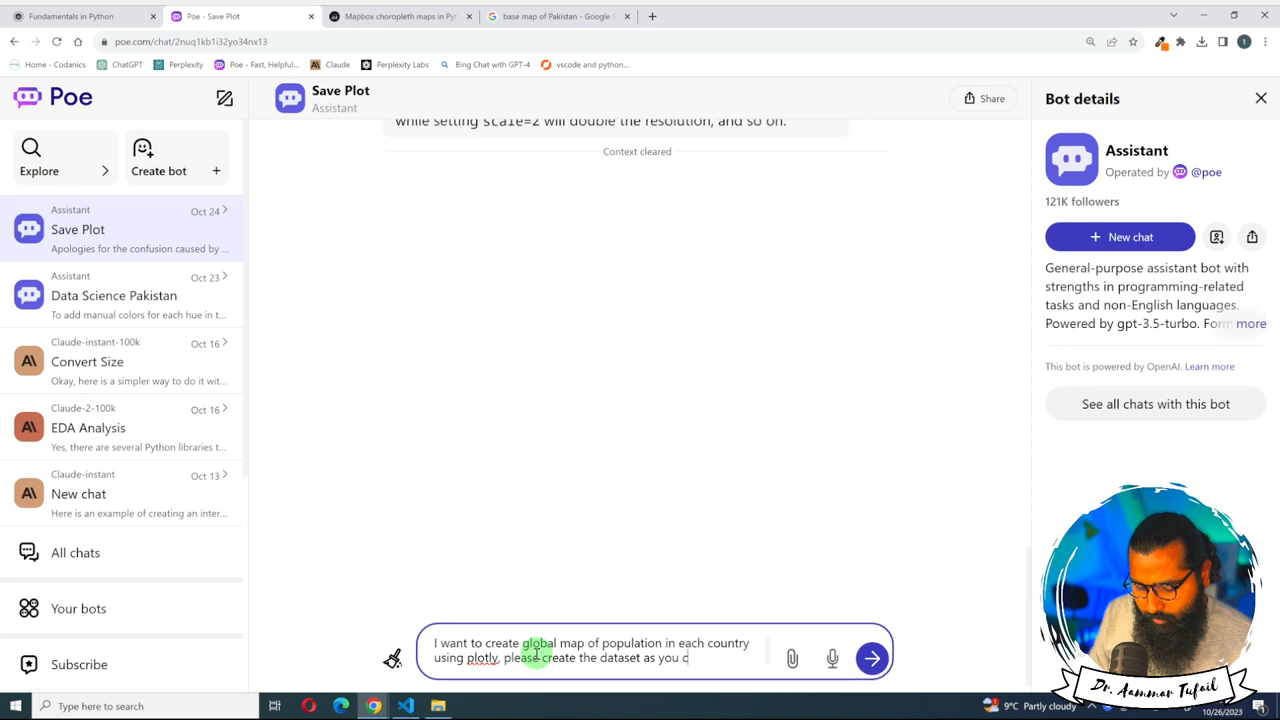 Fundamentals in Python
Poe - Save Plot
Mapbox choropleth maps in Pyt
base map of Pakistan - Google S
poe.com/chat/2nuq1kb1i32yo34nx13
Home - Codanics
ChatGPT
Perplexity
Poe - Fast, Helpful...
Claude
Perplexity Labs
Bing Chat with GPT-4
vscode and python...
Poe
Explore
Create bot
Assistant
Oct 24
Save Plot
Apologies for the confusion caused by ...
Assistant
Oct 23
Data Science Pakistan
To add manual colors for each hue in t...
Claude-instant-100k
Oct 16
Convert Size
Okay, here is a simpler way to do it wit...
Claude-2-100k
Oct 16
EDA Analysis
Yes, there are several Python libraries t...
Claude-instant
Oct 13
New chat
Here is an example of creating an inter...
All chats
Your bots
Subscribe
Save Plot
Assistant
Share
while setting scale=2 will double the resolution, and so on.
Context cleared
I want to create global map of population in each country
using plotly, please create the dataset as you c
Bot details
Assistant
Operated by @poe
121K followers
+ New chat
General-purpose assistant bot with
strengths in programming-related
tasks and non-English languages.
Powered by gpt-3.5-turbo. Form more
This bot is powered by OpenAI. Learn more
See all chats with this bot
Dr. Aammar Tufail
Type here to search
9°C Partly cloudy
10/26/2023